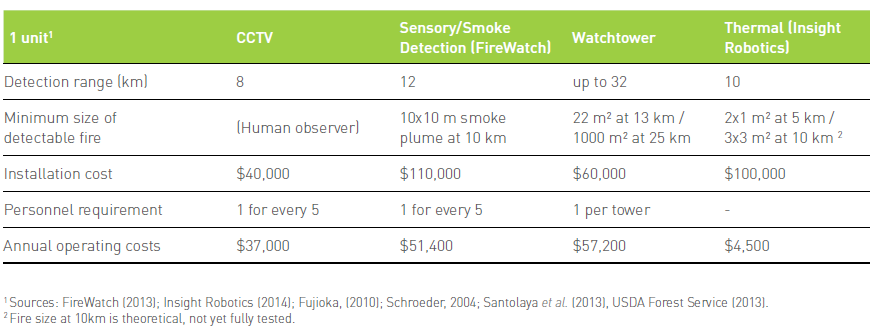 1 unit¹ CCTV Sensory/Smoke Detection (FireWatch) Watchtower Thermal (Insight Robotics)
Detection range (km) 8 12 up to 32 10
Minimum size of detectable fire (Human observer) 10x10 m smoke plume at 10 km 22 m² at 13 km / 1000 m² at 25 km 2x1 m² at 5 km / 3x3 m² at 10 km ²
Installation cost $40,000 $110,000 $60,000 $100,000
Personnel requirement 1 for every 5 1 for every 5 1 per tower -
Annual operating costs $37,000 $51,400 $57,200 $4,500
¹ Sources: FireWatch (2013); Insight Robotics (2014); Fujioka, (2010); Schroeder, 2004; Santolaya et al. (2013), USDA Forest Service (2013).
² Fire size at 10km is theoretical, not yet fully tested.